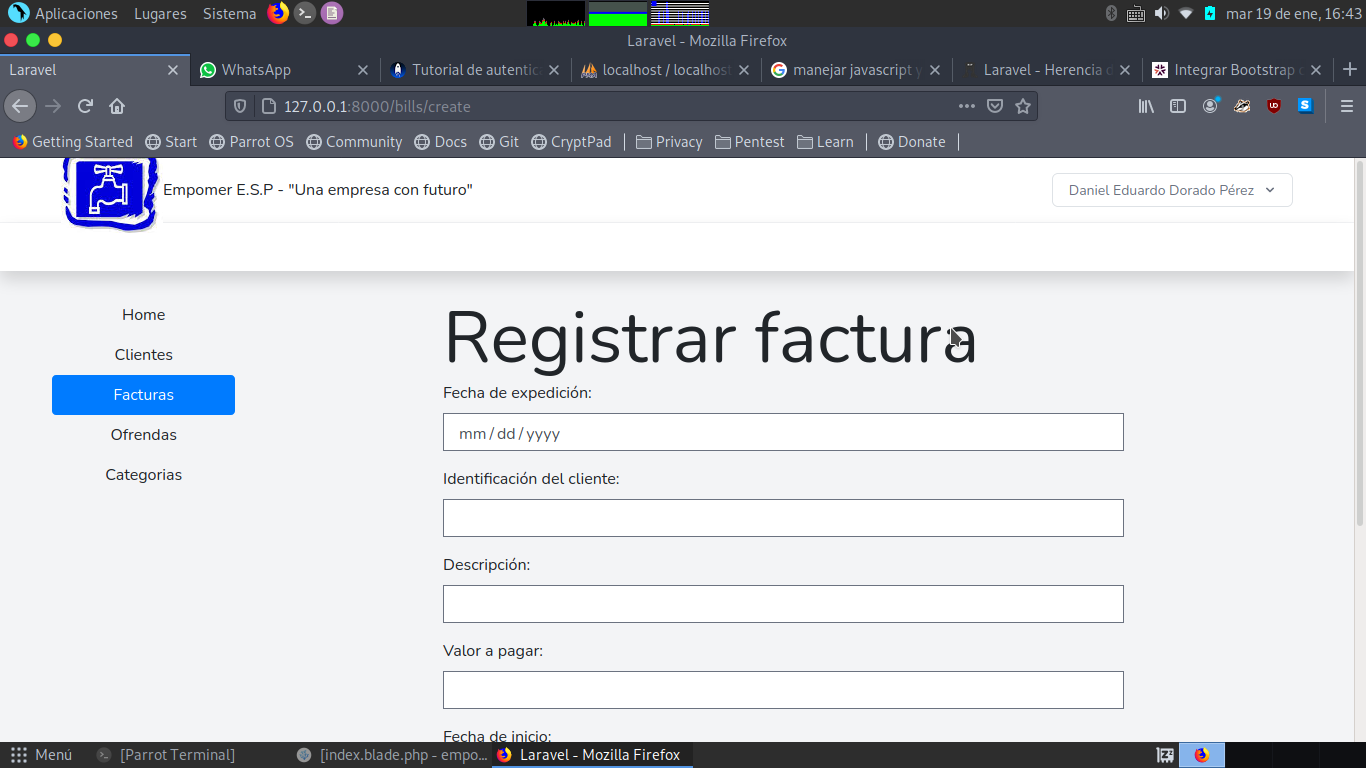 Aplicaciones Lugares Sistema mar 19 de ene, 16:43
Laravel - Mozilla Firefox
Laravel WhatsApp Tutorial de autentic localhost / localhos manejar javascript y Laravel - Herencia d Integrar Bootstrap c
127.0.0.1:8000/bills/create
Getting Started Start Parrot OS Community Docs Git CryptPad Privacy Pentest Learn Donate
Empomer E.S.P - "Una empresa con futuro" Daniel Eduardo Dorado Pérez
Home
Clientes
Facturas
Ofrendas
Categorias
Registrar factura
Fecha de expedición:
mm / dd / yyyy
Identificación del cliente:
Descripción:
Valor a pagar:
Fecha de inicio:
Menú [Parrot Terminal] [index.blade.php - empo... Laravel - Mozilla Firefox